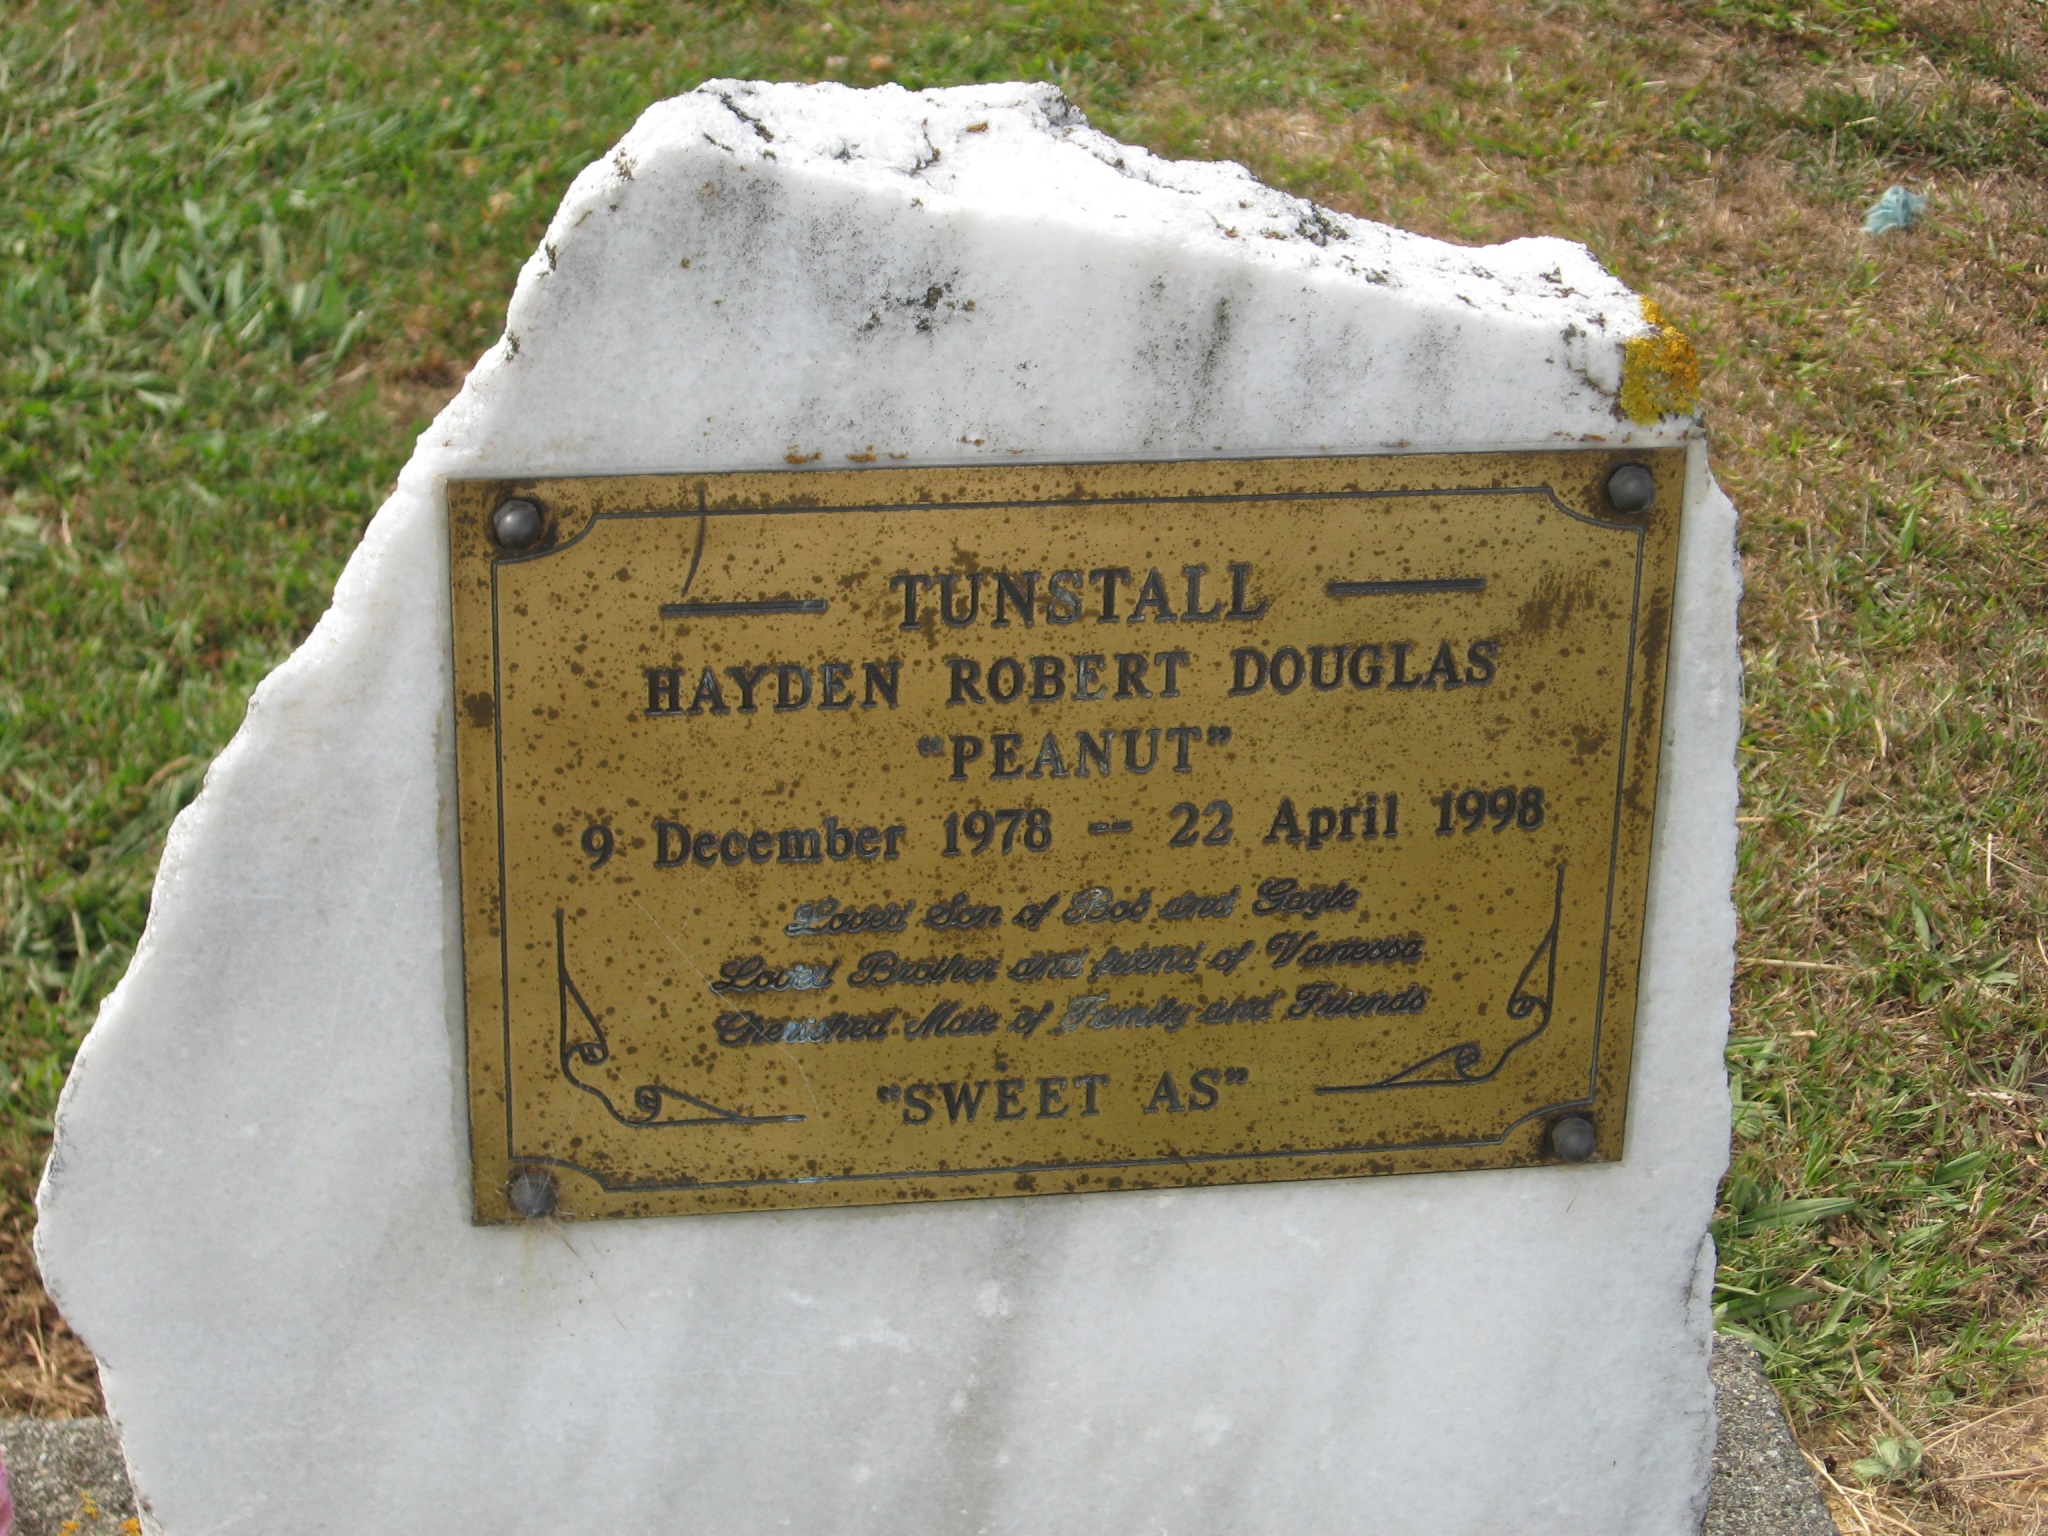 TUNSTALL
HAYDEN ROBERT DOUGLAS
"PEANUT"
9 December 1978 -- 22 April 1998
Loved Son of Bob and Gayle
Loved Brother and friend of Vanessa
Cherished Mate of Family and Friends
"SWEET AS"